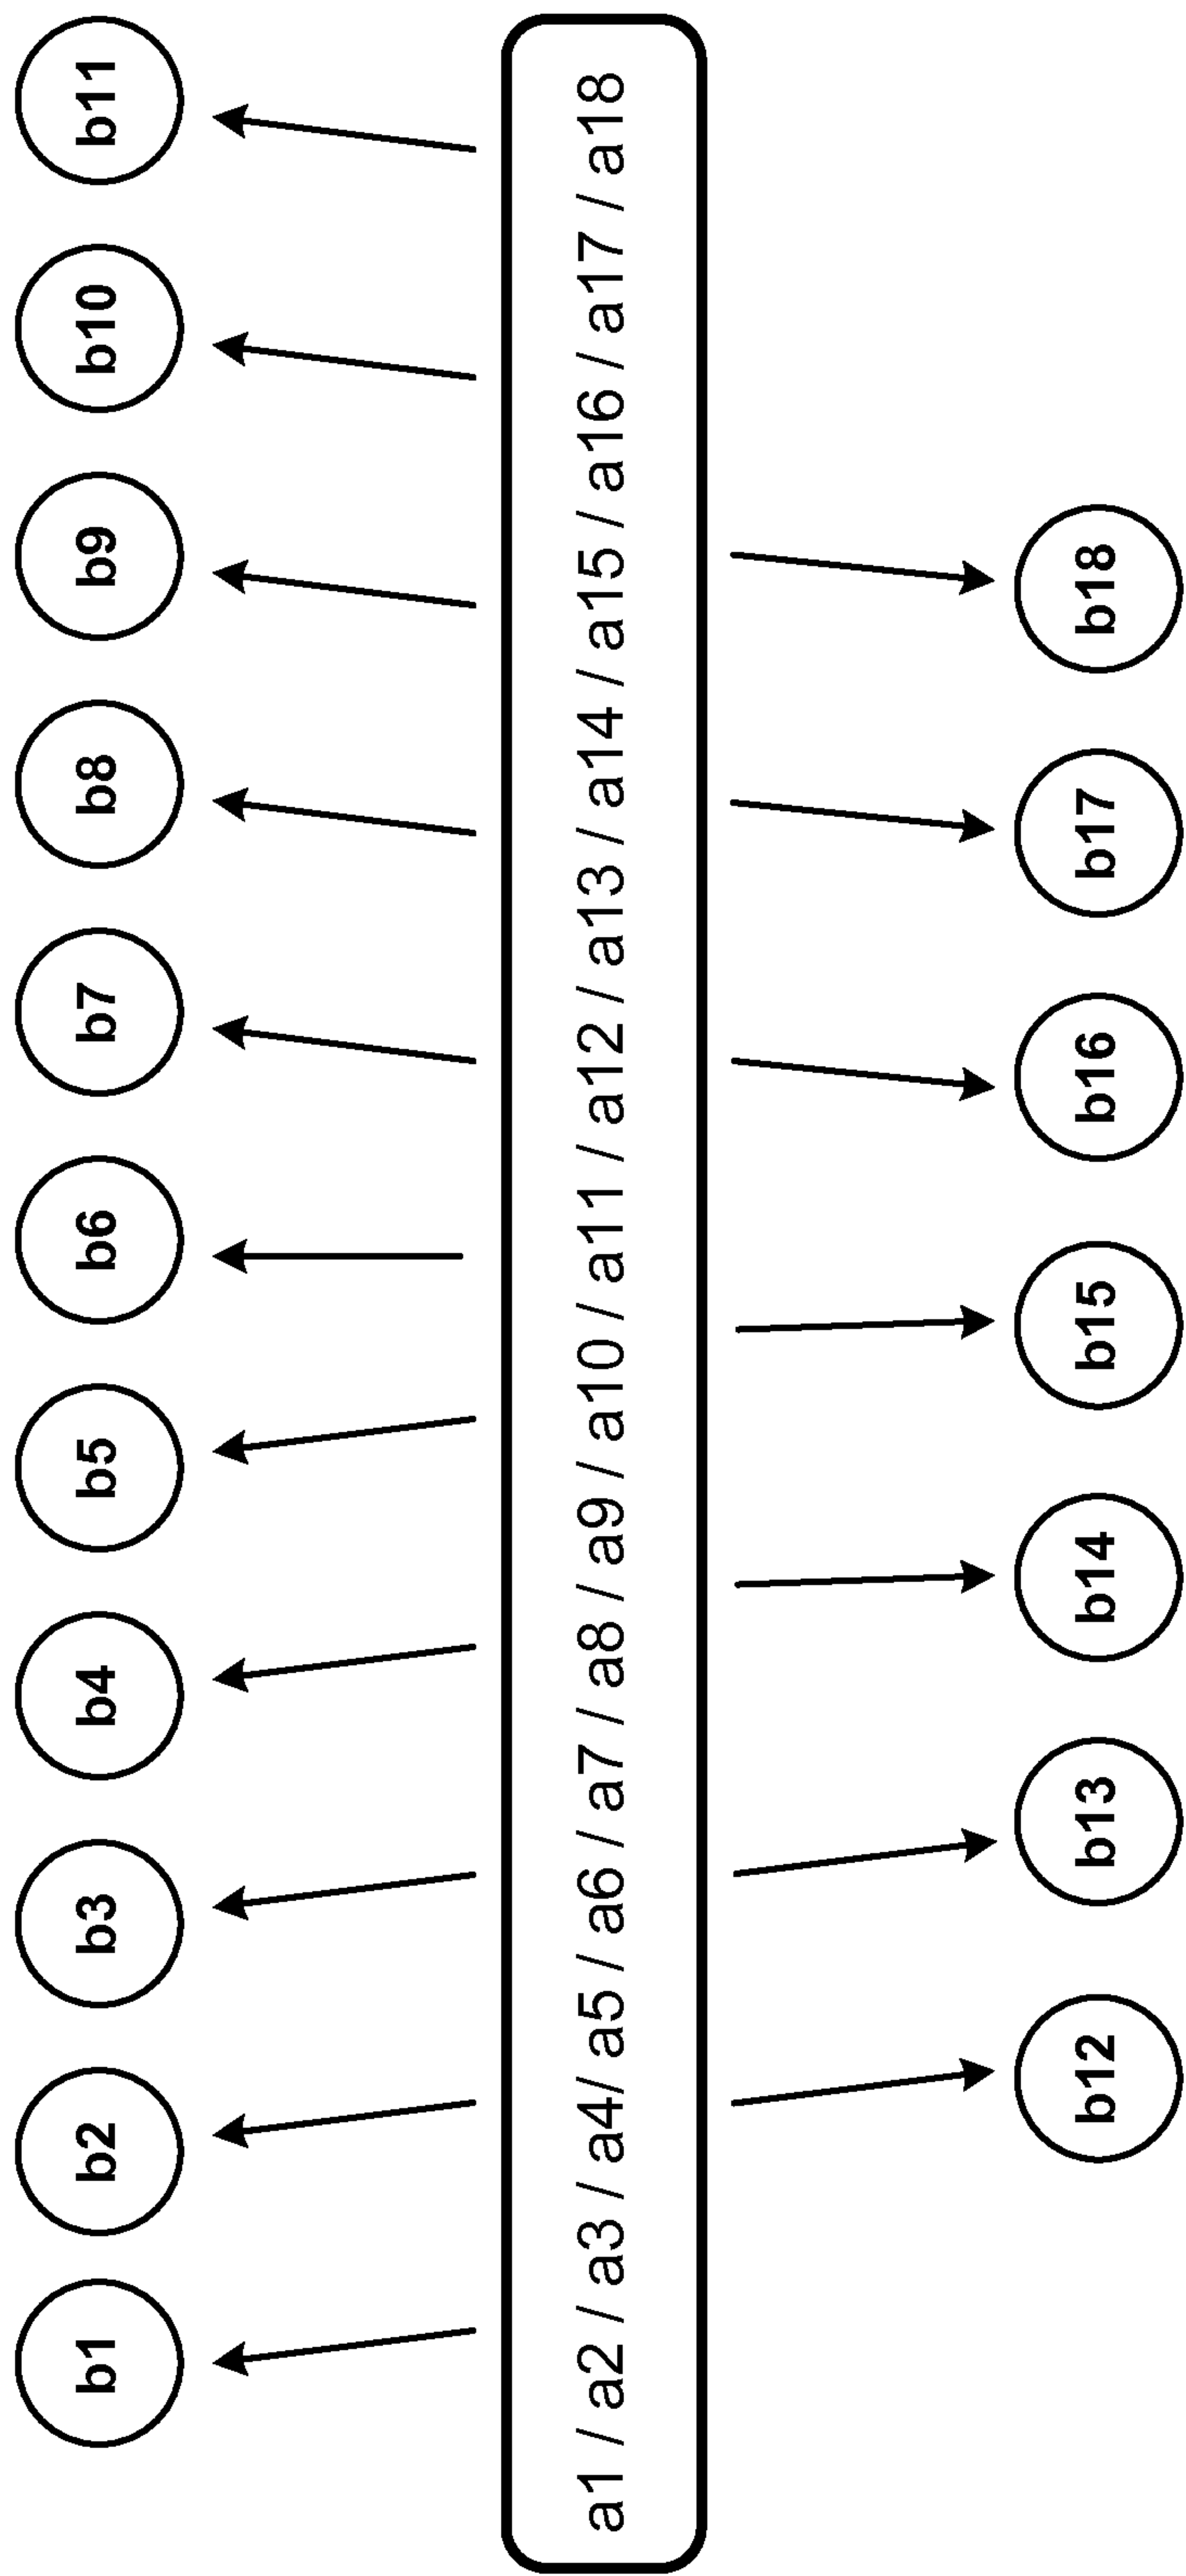 b1 b2 b3 b4 b5 b6 b7 b8 b9 b10 b11
a1 / a2 / a3 / a4/ a5 / a6 / a7 / a8 / a9 / a10 / a11 / a12 / a13 / a14 / a15 / a16 / a17 / a18
b12 b13 b14 b15 b16 b17 b18